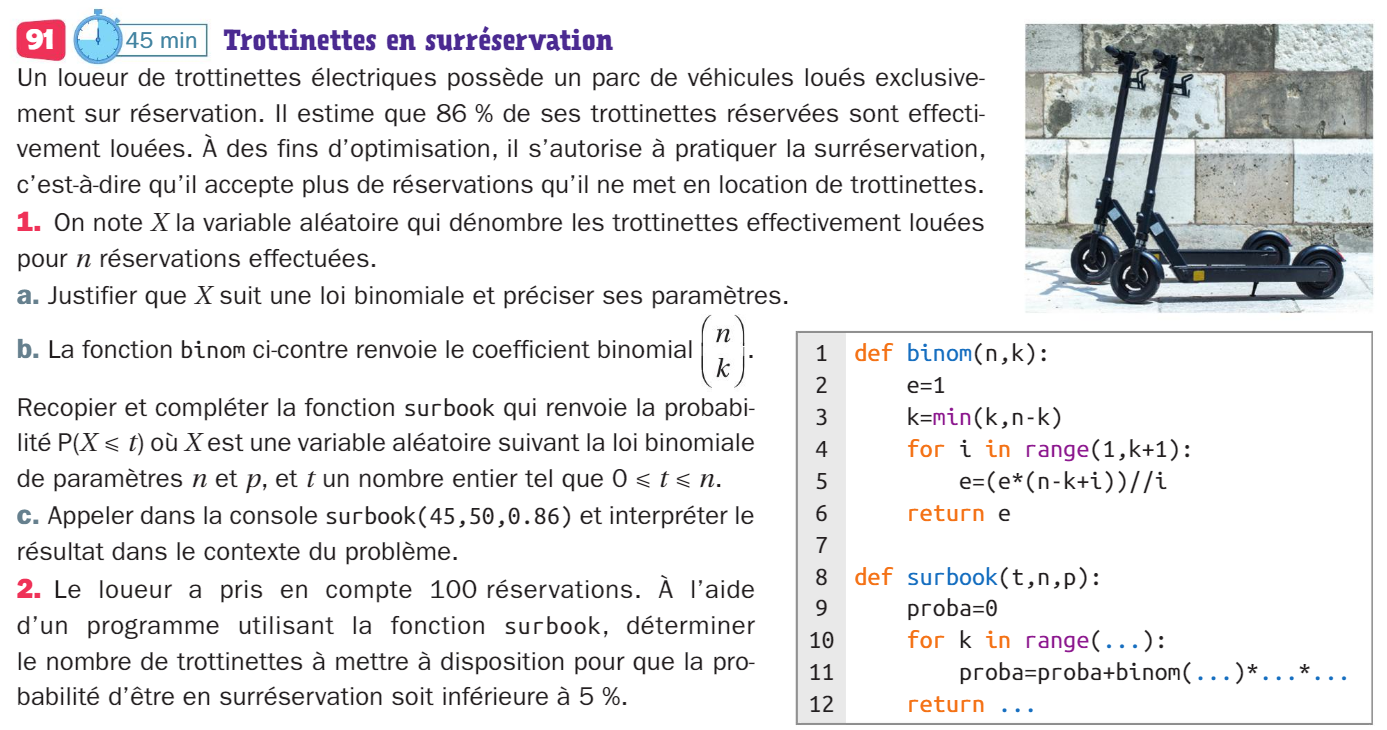 91 45 min Trottinettes en surréservation
Un loueur de trottinettes électriques possède un parc de véhicules loués exclusive-
ment sur réservation. Il estime que 86 % de ses trottinettes réservées sont effecti-
vement louées. À des fins d'optimisation, il s'autorise à pratiquer la surréservation,
c'est-à-dire qu'il accepte plus de réservations qu'il ne met en location de trottinettes.
1. On note X la variable aléatoire qui dénombre les trottinettes effectivement louées
pour n réservations effectuées.
a. Justifier que X suit une loi binomiale et préciser ses paramètres.
b. La fonction binom ci-contre renvoie le coefficient binomial (n k).
Recopier et compléter la fonction surbook qui renvoie la probabi-
lité P(X ⩽ t) où X est une variable aléatoire suivant la loi binomiale
de paramètres n et p, et t un nombre entier tel que 0 ⩽ t ⩽ n.
c. Appeler dans la console surbook(45,50,0.86) et interpréter le
résultat dans le contexte du problème.
2. Le loueur a pris en compte 100 réservations. À l'aide
d'un programme utilisant la fonction surbook, déterminer
le nombre de trottinettes à mettre à disposition pour que la pro-
babilité d'être en surréservation soit inférieure à 5 %.
1 def binom(n,k):
2     e=1
3     k=min(k,n-k)
4     for i in range(1,k+1):
5         e=(e*(n-k+i))//i
6     return e
7
8 def surbook(t,n,p):
9     proba=0
10     for k in range(...):
11         proba=proba+binom(...)*...*...
12     return ...